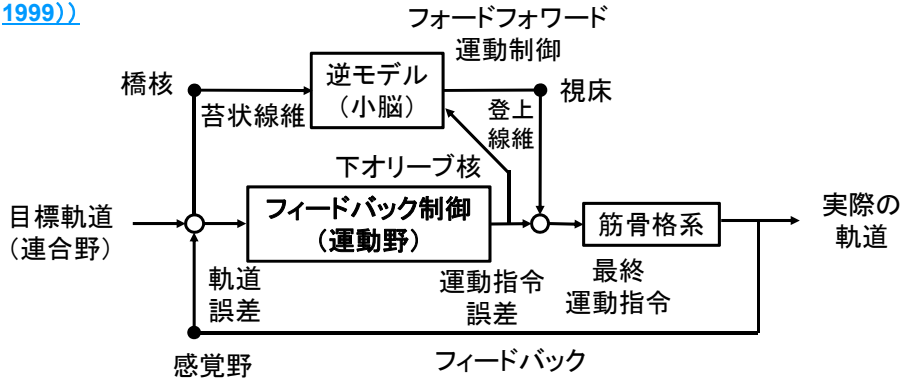 1999))
フォードフォワード
運動制御
橋核
逆モデル
（小脳）
視床
苔状線維
登上
線維
下オリーブ核
目標軌道
（連合野）
フィードバック制御
（運動野）
筋骨格系
実際の
軌道
軌道
誤差
運動指令
誤差
最終
運動指令
感覚野
フィードバック